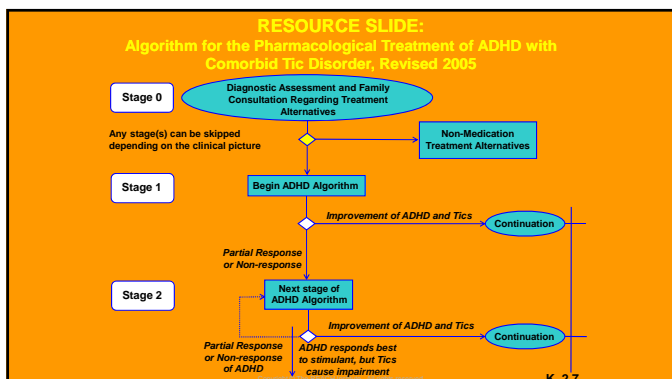 RESOURCE SLIDE:
Algorithm for the Pharmacological Treatment of ADHD with
Comorbid Tic Disorder, Revised 2005
Stage 0
Diagnostic Assessment and Family
Consultation Regarding Treatment
Alternatives
Any stage(s) can be skipped
depending on the clinical picture
Non-Medication
Treatment Alternatives
Stage 1
Begin ADHD Algorithm
Improvement of ADHD and Tics
Continuation
Partial Response
or Non-response
Stage 2
Next stage of
ADHD Algorithm
Improvement of ADHD and Tics
Continuation
Partial Response
or Non-response
of ADHD
ADHD responds best
to stimulant, but Tics
cause impairment